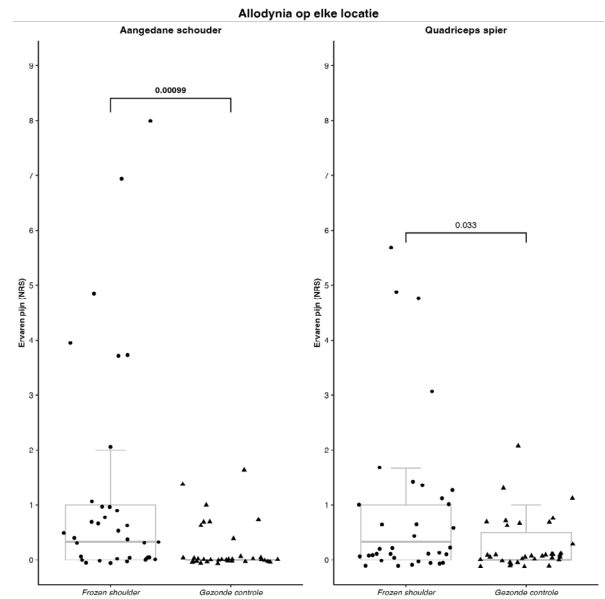 Allodynia op elke locatie
Aangedane schouder
Ervaren pijn (NRS)
9
8
7
6
5
4
3
2
1
0
0.00099
Frozen shoulder
Gezonde controle
Quadriceps spier
Ervaren pijn (NRS)
9
8
7
6
5
4
3
2
1
0
0.033
Frozen shoulder
Gezonde controle